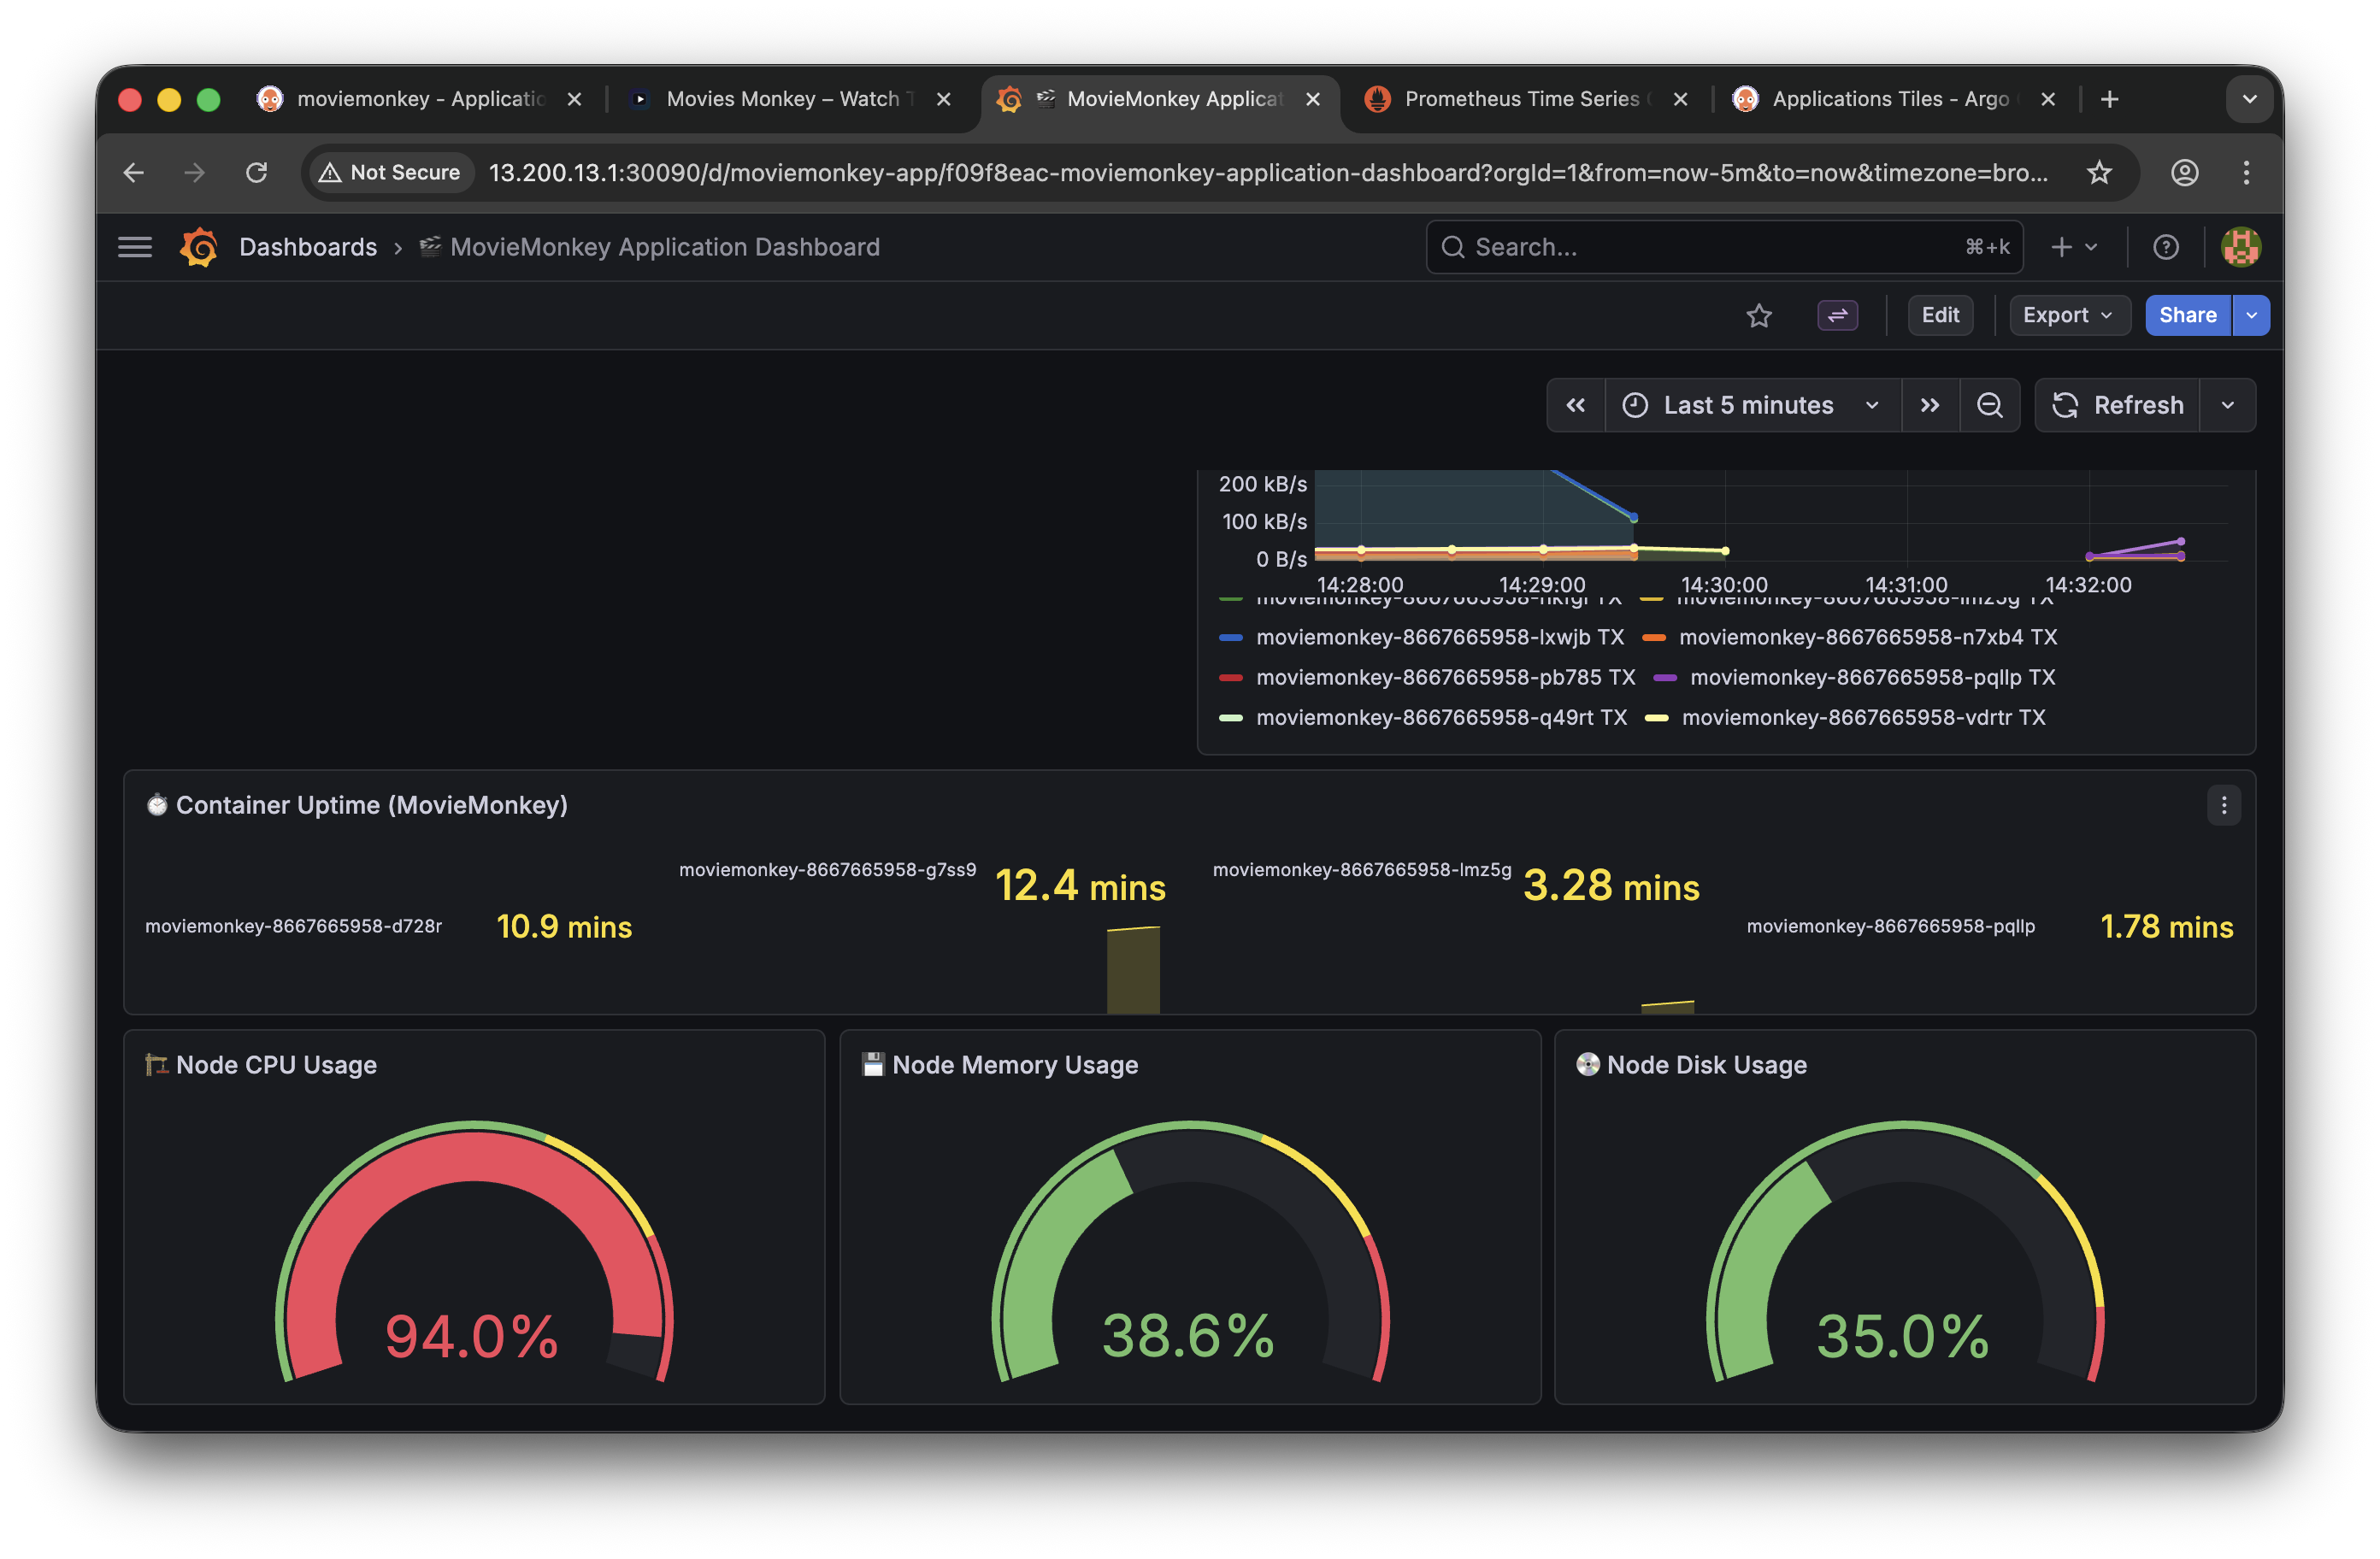 moviemonkey - Applicatio
Movies Monkey – Watch T
MovieMonkey Applicat
Prometheus Time Series
Applications Tiles - Argo
Not Secure
13.200.13.1:30090/d/moviemonkey-app/f09f8eac-moviemonkey-application-dashboard?orgId=1&from=now-5m&to=now&timezone=bro...
Dashboards › MovieMonkey Application Dashboard
Search...
⌘+k
Edit
Export
Share
Last 5 minutes
Refresh
200 kB/s
100 kB/s
0 B/s
14:28:00 14:29:00 14:30:00 14:31:00 14:32:00
moviemonkey-8667665958-lmz5g TX
moviemonkey-8667665958-lxwjb TX moviemonkey-8667665958-n7xb4 TX
moviemonkey-8667665958-pb785 TX moviemonkey-8667665958-pqllp TX
moviemonkey-8667665958-q49rt TX moviemonkey-8667665958-vdrtr TX
Container Uptime (MovieMonkey)
moviemonkey-8667665958-d728r 10.9 mins
moviemonkey-8667665958-g7ss9 12.4 mins
moviemonkey-8667665958-lmz5g 3.28 mins
moviemonkey-8667665958-pqllp 1.78 mins
Node CPU Usage
94.0%
Node Memory Usage
38.6%
Node Disk Usage
35.0%